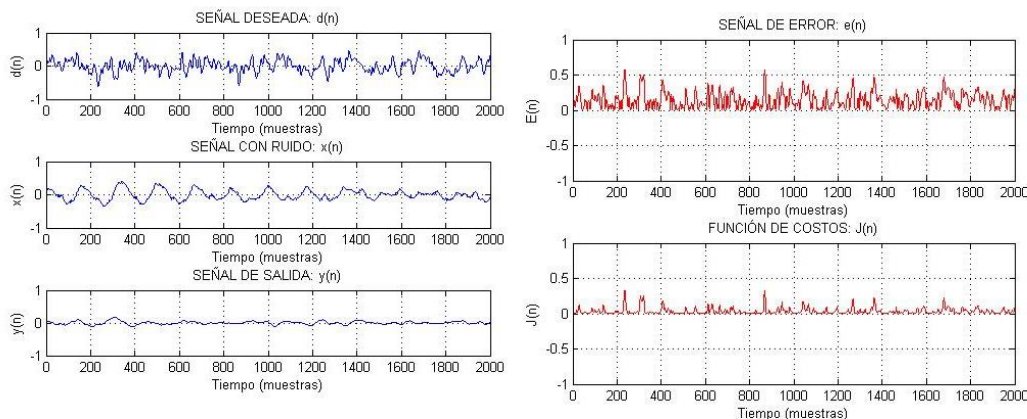 SEÑAL DESEADA: d(n)
1
0
-1
d(n)
0 200 400 600 800 1000 1200 1400 1600 1800 2000
Tiempo (muestras)
SEÑAL CON RUIDO: x(n)
1
0
-1
x(n)
0 200 400 600 800 1000 1200 1400 1600 1800 2000
Tiempo (muestras)
SEÑAL DE SALIDA: y(n)
1
0
-1
y(n)
0 200 400 600 800 1000 1200 1400 1600 1800 2000
Tiempo (muestras)
SEÑAL DE ERROR: e(n)
1
0.5
0
-0.5
-1
E(n)
0 200 400 600 800 1000 1200 1400 1600 1800 2000
Tiempo (muestras)
FUNCIÓN DE COSTOS: J(n)
1
0.5
0
-0.5
-1
J(n)
0 200 400 600 800 1000 1200 1400 1600 1800 2000
Tiempo (muestras)